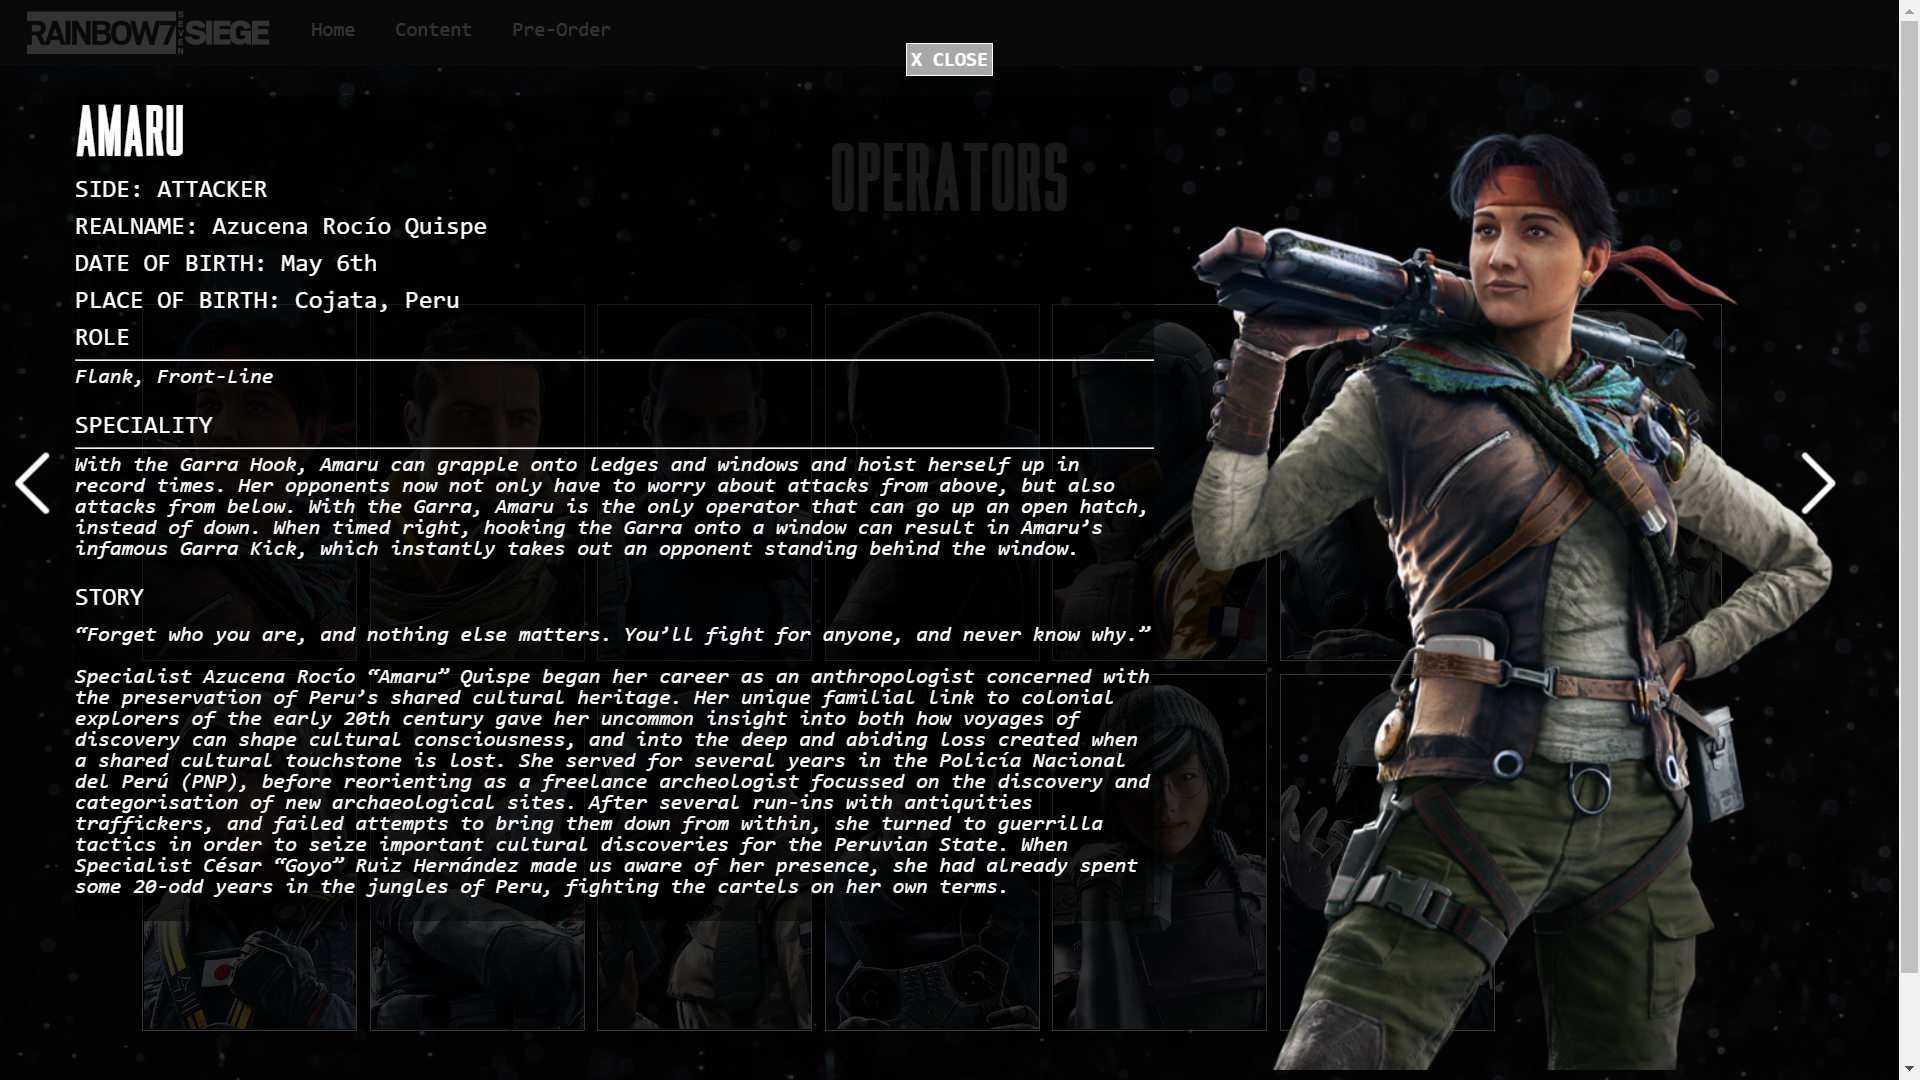 RAINBOW7 SEVEN SIEGE
Home
Content
Pre-Order
X CLOSE
AMARU
OPERATORS
SIDE: ATTACKER
REALNAME: Azucena Rocío Quispe
DATE OF BIRTH: May 6th
PLACE OF BIRTH: Cojata, Peru
ROLE
Flank, Front-Line
SPECIALITY
With the Garra Hook, Amaru can grapple onto ledges and windows and hoist herself up in
record times. Her opponents now not only have to worry about attacks from above, but also
attacks from below. With the Garra, Amaru is the only operator that can go up an open hatch,
instead of down. When timed right, hooking the Garra onto a window can result in Amaru’s
infamous Garra Kick, which instantly takes out an opponent standing behind the window.
STORY
“Forget who you are, and nothing else matters. You’ll fight for anyone, and never know why.”
Specialist Azucena Rocío “Amaru” Quispe began her career as an anthropologist concerned with
the preservation of Peru’s shared cultural heritage. Her unique familial link to colonial
explorers of the early 20th century gave her uncommon insight into both how voyages of
discovery can shape cultural consciousness, and into the deep and abiding loss created when
a shared cultural touchstone is lost. She served for several years in the Policía Nacional
del Perú (PNP), before reorienting as a freelance archeologist focussed on the discovery and
categorisation of new archaeological sites. After several run-ins with antiquities
traffickers, and failed attempts to bring them down from within, she turned to guerrilla
tactics in order to seize important cultural discoveries for the Peruvian State. When
Specialist César “Goyo” Ruiz Hernández made us aware of her presence, she had already spent
some 20-odd years in the jungles of Peru, fighting the cartels on her own terms.